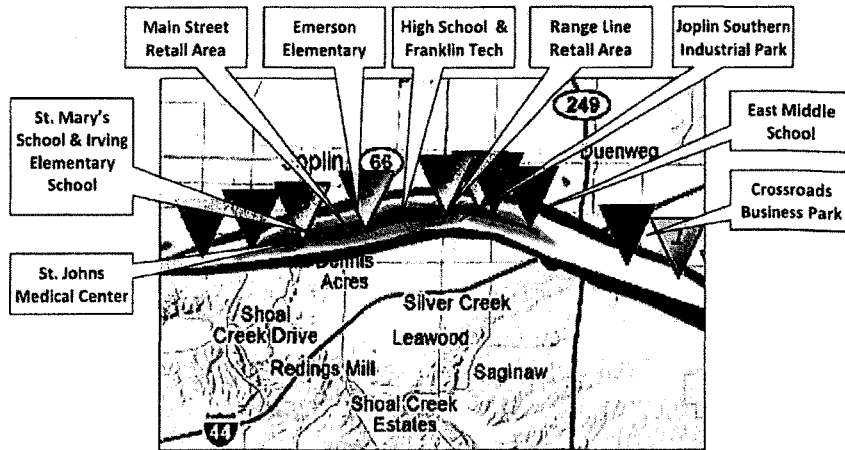 Main Street
Retail Area
Emerson
Elementary
High School &
Franklin Tech
Range Line
Retail Area
Joplin Southern
Industrial Park
St. Mary's
School & Irving
Elementary
School
East Middle
School
Crossroads
Business Park
St. Johns
Medical Center
249
Duenweg
Joplin
66
Dennis
Acres
Shoal
Creek Drive
Silver Creek
Leawood
Redings Mill
Saginaw
Shoal Creek
Estates
44